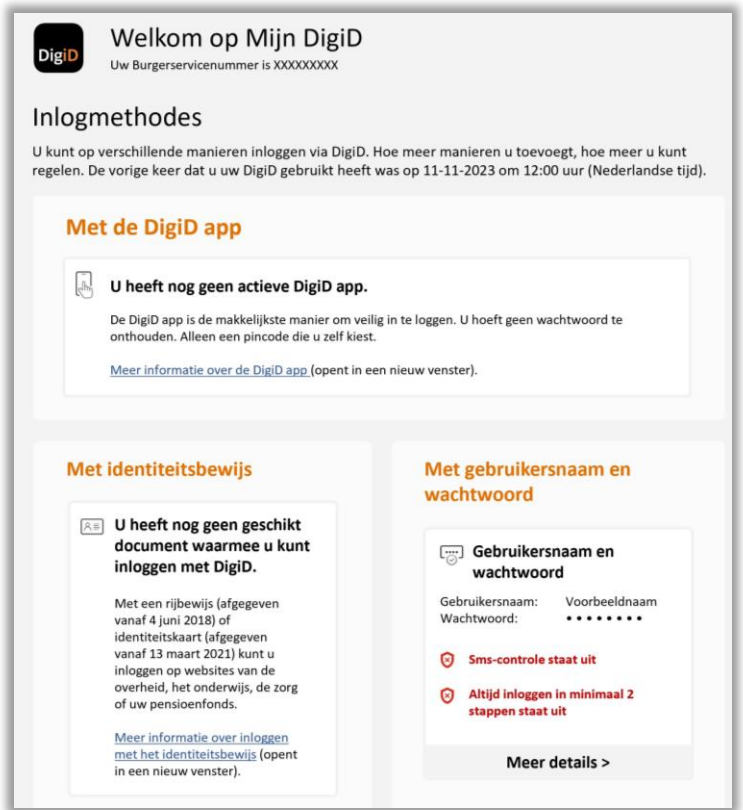 DigiD
Welkom op Mijn DigiD
Uw Burgerservicenummer is XXXXXXXXX
Inlogmethodes
U kunt op verschillende manieren inloggen via DigiD. Hoe meer manieren u toevoegt, hoe meer u kunt
regelen. De vorige keer dat u uw DigiD gebruikt heeft was op 11-11-2023 om 12:00 uur (Nederlandse tijd).
Met de DigiD app
U heeft nog geen actieve DigiD app.
De DigiD app is de makkelijkste manier om veilig in te loggen. U hoeft geen wachtwoord te
onthouden. Alleen een pincode die u zelf kiest.
Meer informatie over de DigiD app (opent in een nieuw venster).
Met identiteitsbewijs
U heeft nog geen geschikt
document waarmee u kunt
inloggen met DigiD.
Met een rijbewijs (afgegeven
vanaf 4 juni 2018) of
identiteitskaart (afgegeven
vanaf 13 maart 2021) kunt u
inloggen op websites van de
overheid, het onderwijs, de zorg
of uw pensioenfonds.
Meer informatie over inloggen
met het identiteitsbewijs (opent
in een nieuw venster).
Met gebruikersnaam en
wachtwoord
Gebruikersnaam en
wachtwoord
Gebruikersnaam: Voorbeeldnaam
Wachtwoord: • • • • • • • •
Sms-controle staat uit
Altijd inloggen in minimaal 2
stappen staat uit
Meer details >